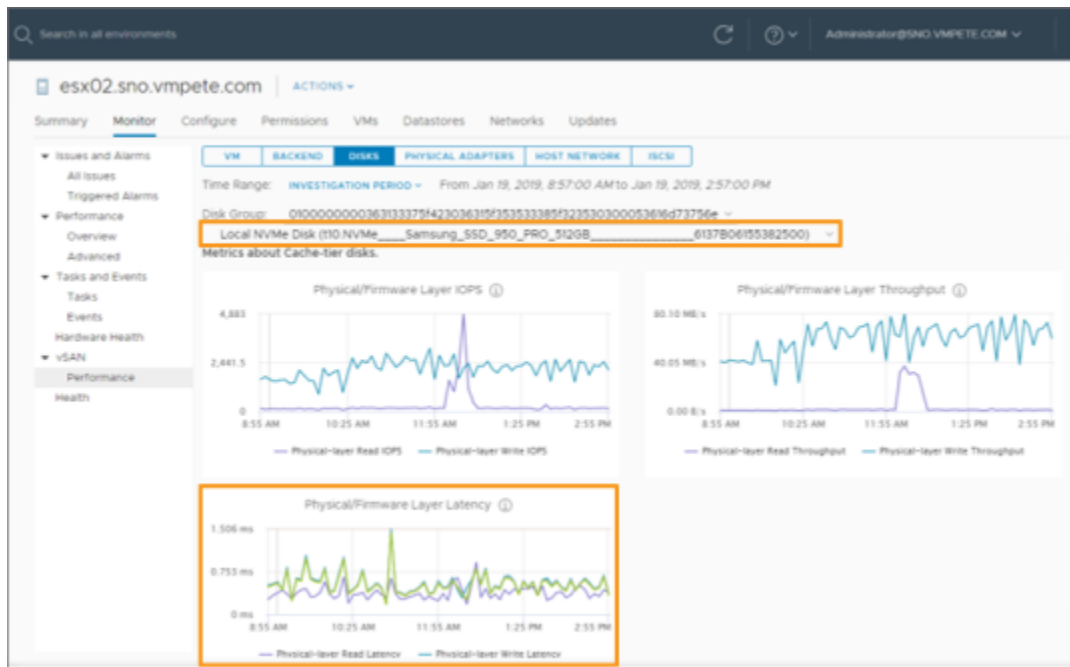 Search in all environments
Administrator@SNO.VMPETE.COM
esx02.sno.vmpete.com
ACTIONS
Summary Monitor Configure Permissions VMs Datastores Networks Updates
Issues and Alarms
All Issues
Triggered Alarms
Performance
Overview
Advanced
Tasks and Events
Tasks
Events
Hardware Health
vSAN
Performance
Health
VM BACKEND DISKS PHYSICAL ADAPTERS HOST NETWORK ISCSI
Time Range: INVESTIGATION PERIOD From Jan 19, 2019, 8:57:00 AM to Jan 19, 2019, 2:57:00 PM
Disk Group:
Local NVMe Disk (t10.NVMe____Samsung_SSD_950_PRO_512GB_______________6137B06155382500)
Metrics about Cache-tier disks.
Physical/Firmware Layer IOPS
4,883
2,441.5
0
8:55 AM 10:25 AM 11:55 AM 1:25 PM 2:55 PM
Physical-layer Read IOPS Physical-layer Write IOPS
Physical/Firmware Layer Throughput
80.10 MB/s
40.05 MB/s
0.00 B/s
8:55 AM 10:25 AM 11:55 AM 1:25 PM 2:55 PM
Physical-layer Read Throughput Physical-layer Write Throughput
Physical/Firmware Layer Latency
1.506 ms
0.753 ms
0 ms
8:55 AM 10:25 AM 11:55 AM 1:25 PM 2:55 PM
Physical-layer Read Latency Physical-layer Write Latency